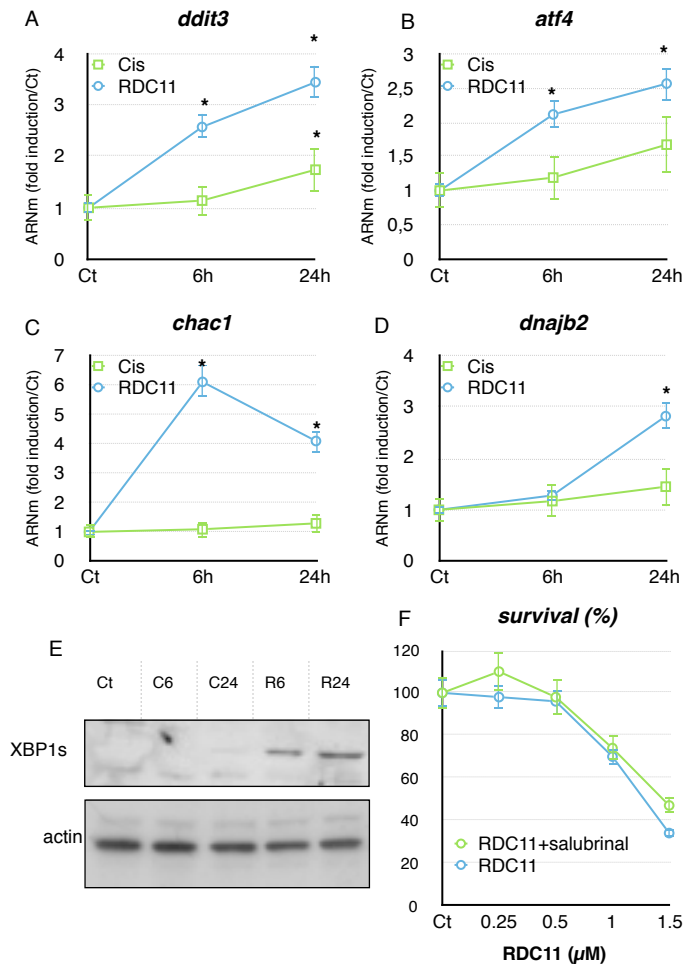 A
ddit3
4
3
2
1
0
ARNm (fold induction/Ct)
Cis
RDC11
*
*
*
Ct
6h
24h
B
atf4
3
2,5
2
1,5
1
0,5
0
ARNm (fold induction/Ct)
Cis
RDC11
*
*
Ct
6h
24h
C
chac1
7
6
5
4
3
2
1
0
ARNm (fold induction/Ct)
Cis
RDC11
*
*
Ct
6h
24h
D
dnajb2
4
3
2
1
0
ARNm (fold induction/Ct)
Cis
RDC11
*
Ct
6h
24h
E
Ct C6 C24 R6 R24
XBP1s
actin
F
survival (%)
120
100
80
60
40
20
0
RDC11+salubrinal
RDC11
Ct 0.25 0.5 1 1.5
RDC11 (µM)